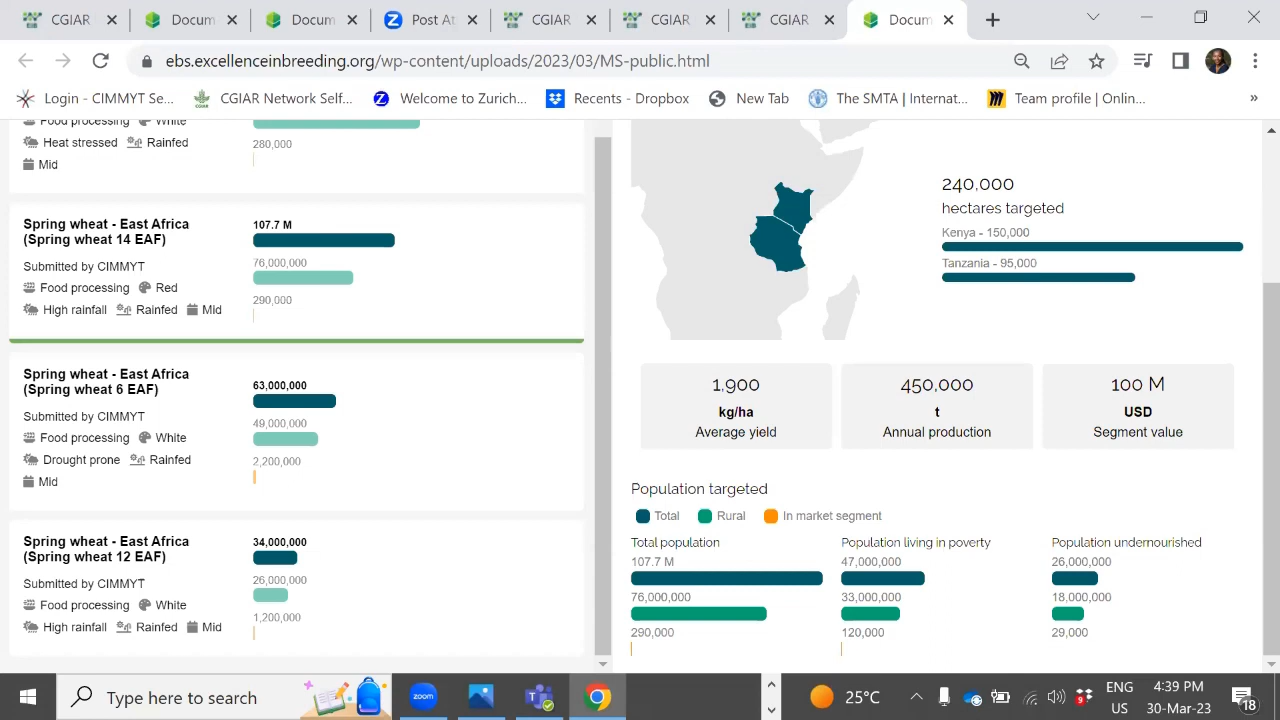 CGIAR
Docum
Docum
Post At
CGIAR
CGIAR
CGIAR
Docum
ebs.excellenceinbreeding.org/wp-content/uploads/2023/03/MS-public.html
Login - CIMMYT Se...
CGIAR Network Self...
Welcome to Zurich...
Recents - Dropbox
New Tab
The SMTA | Internat...
Team profile | Onlin...
»
Food processing White
Heat stressed Rainfed
Mid
280,000
Spring wheat - East Africa
(Spring wheat 14 EAF)
Submitted by CIMMYT
Food processing Red
High rainfall Rainfed Mid
107.7 M
76,000,000
290,000
Spring wheat - East Africa
(Spring wheat 6 EAF)
Submitted by CIMMYT
Food processing White
Drought prone Rainfed
Mid
63,000,000
49,000,000
2,200,000
Spring wheat - East Africa
(Spring wheat 12 EAF)
Submitted by CIMMYT
Food processing White
High rainfall Rainfed Mid
34,000,000
26,000,000
1,200,000
240,000
hectares targeted
Kenya - 150,000
Tanzania - 95,000
1,900
kg/ha
Average yield
450,000
t
Annual production
100 M
USD
Segment value
Population targeted
Total Rural In market segment
Total population
107.7 M
76,000,000
290,000
Population living in poverty
47,000,000
33,000,000
120,000
Population undernourished
26,000,000
18,000,000
29,000
Type here to search
zoom
25°C
9
ENG
US
4:39 PM
30-Mar-23
18